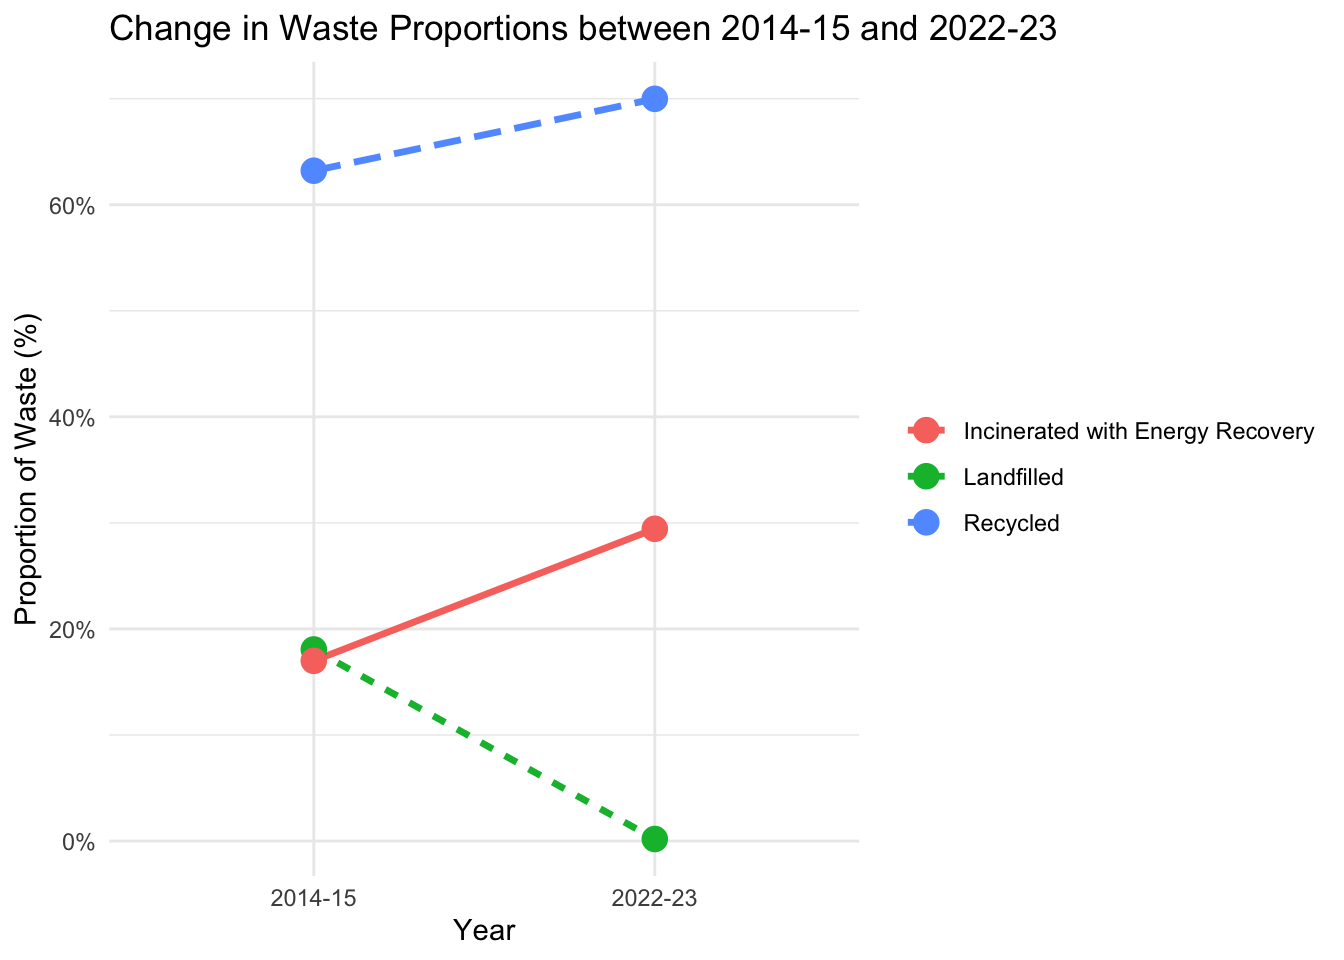 Change in Waste Proportions between 2014-15 and 2022-23
Proportion of Waste (%)
60%
40%
20%
0%
2014-15
2022-23
Year
Incinerated with Energy Recovery
Landfilled
Recycled